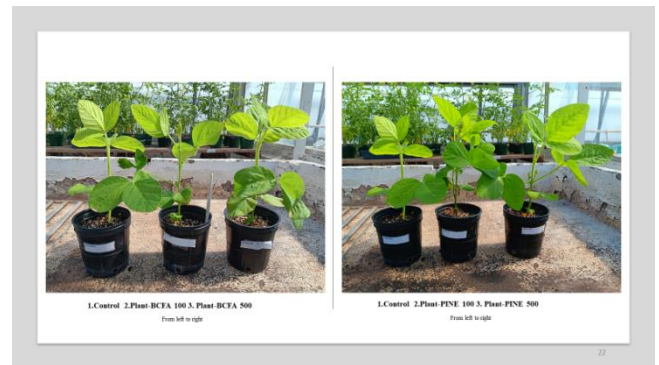 1.Control 2.Plant-BCFA 100 3. Plant-BCFA 500
From left to right
1.Control 2.Plant-PINE 100 3. Plant-PINE 500
From left to right
22